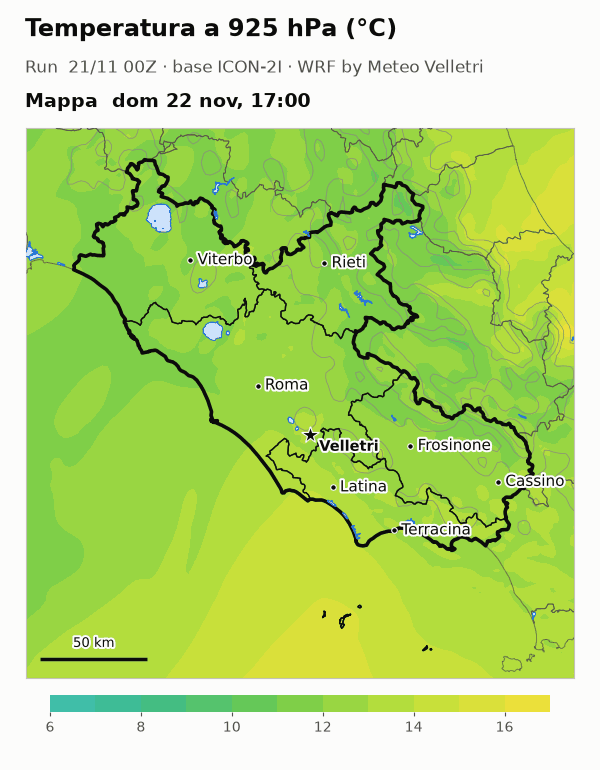 Temperatura a 925 hPa (°C)
Run  21/11 00Z · base ICON-2I · WRF by Meteo Velletri
Mappa  dom 22 nov, 17:00
Viterbo
Rieti
Roma
Velletri
Frosinone
Cassino
Latina
Terracina
50 km
6 8 10 12 14 16